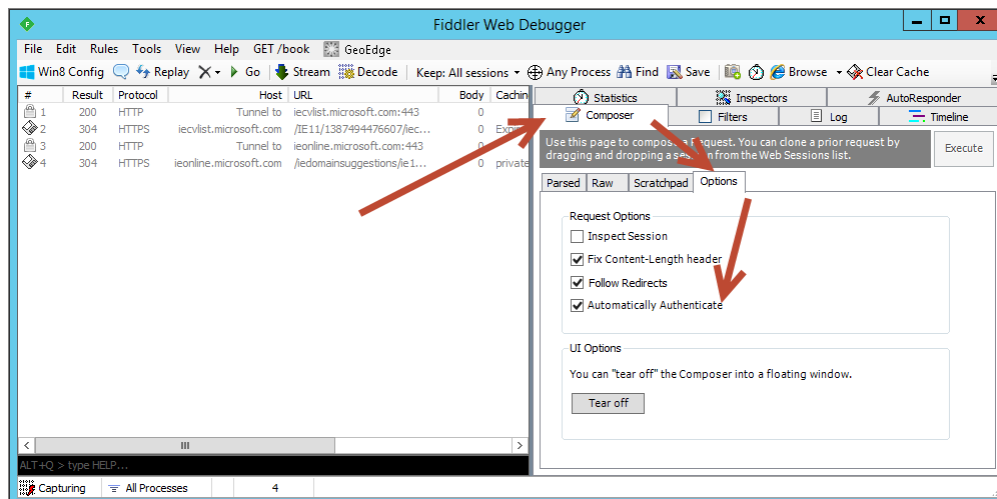 Fiddler Web Debugger
File Edit Rules Tools View Help GET /book GeoEdge
Win8 Config Replay X Go Stream Decode Keep: All sessions Any Process Find Save Browse Clear Cache
# Result Protocol Host URL Body Cachin
1 200 HTTP Tunnel to iecvlist.microsoft.com:443 0
2 304 HTTPS iecvlist.microsoft.com /IE11/1387494476607/iec... 0
3 200 HTTP Tunnel to ieonline.microsoft.com:443
4 304 HTTPS ieonline.microsoft.com /iedomainsuggestions/ie1... 0 private
Statistics Inspectors AutoResponder
Composer Filters Log Timeline
Use this page to compose a Request. You can clone a prior request by
dragging and dropping a session from the Web Sessions list.
Execute
Parsed Raw Scratchpad Options
Request Options
Inspect Session
Fix Content-Length header
Follow Redirects
Automatically Authenticate
UI Options
You can "tear off" the Composer into a floating window.
Tear off
ALT+Q > type HELP...
Capturing All Processes 4